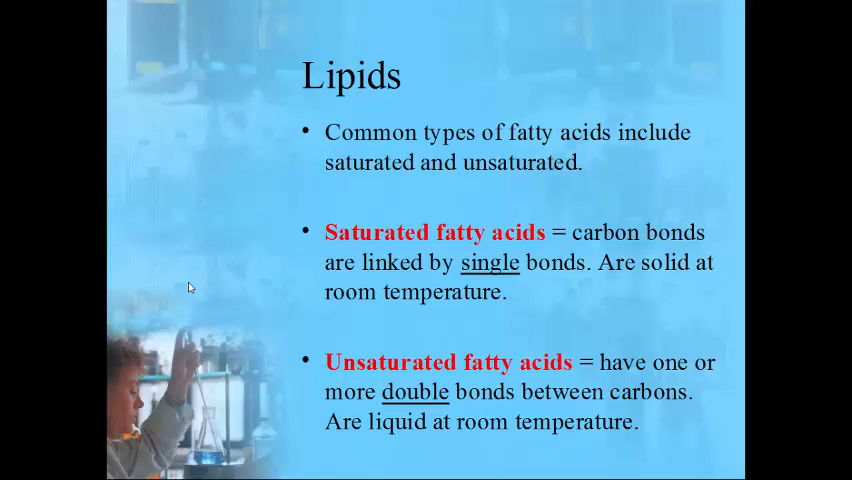 Lipids
• Common types of fatty acids include
saturated and unsaturated.
• Saturated fatty acids = carbon bonds
are linked by single bonds. Are solid at
room temperature.
• Unsaturated fatty acids = have one or
more double bonds between carbons.
Are liquid at room temperature.